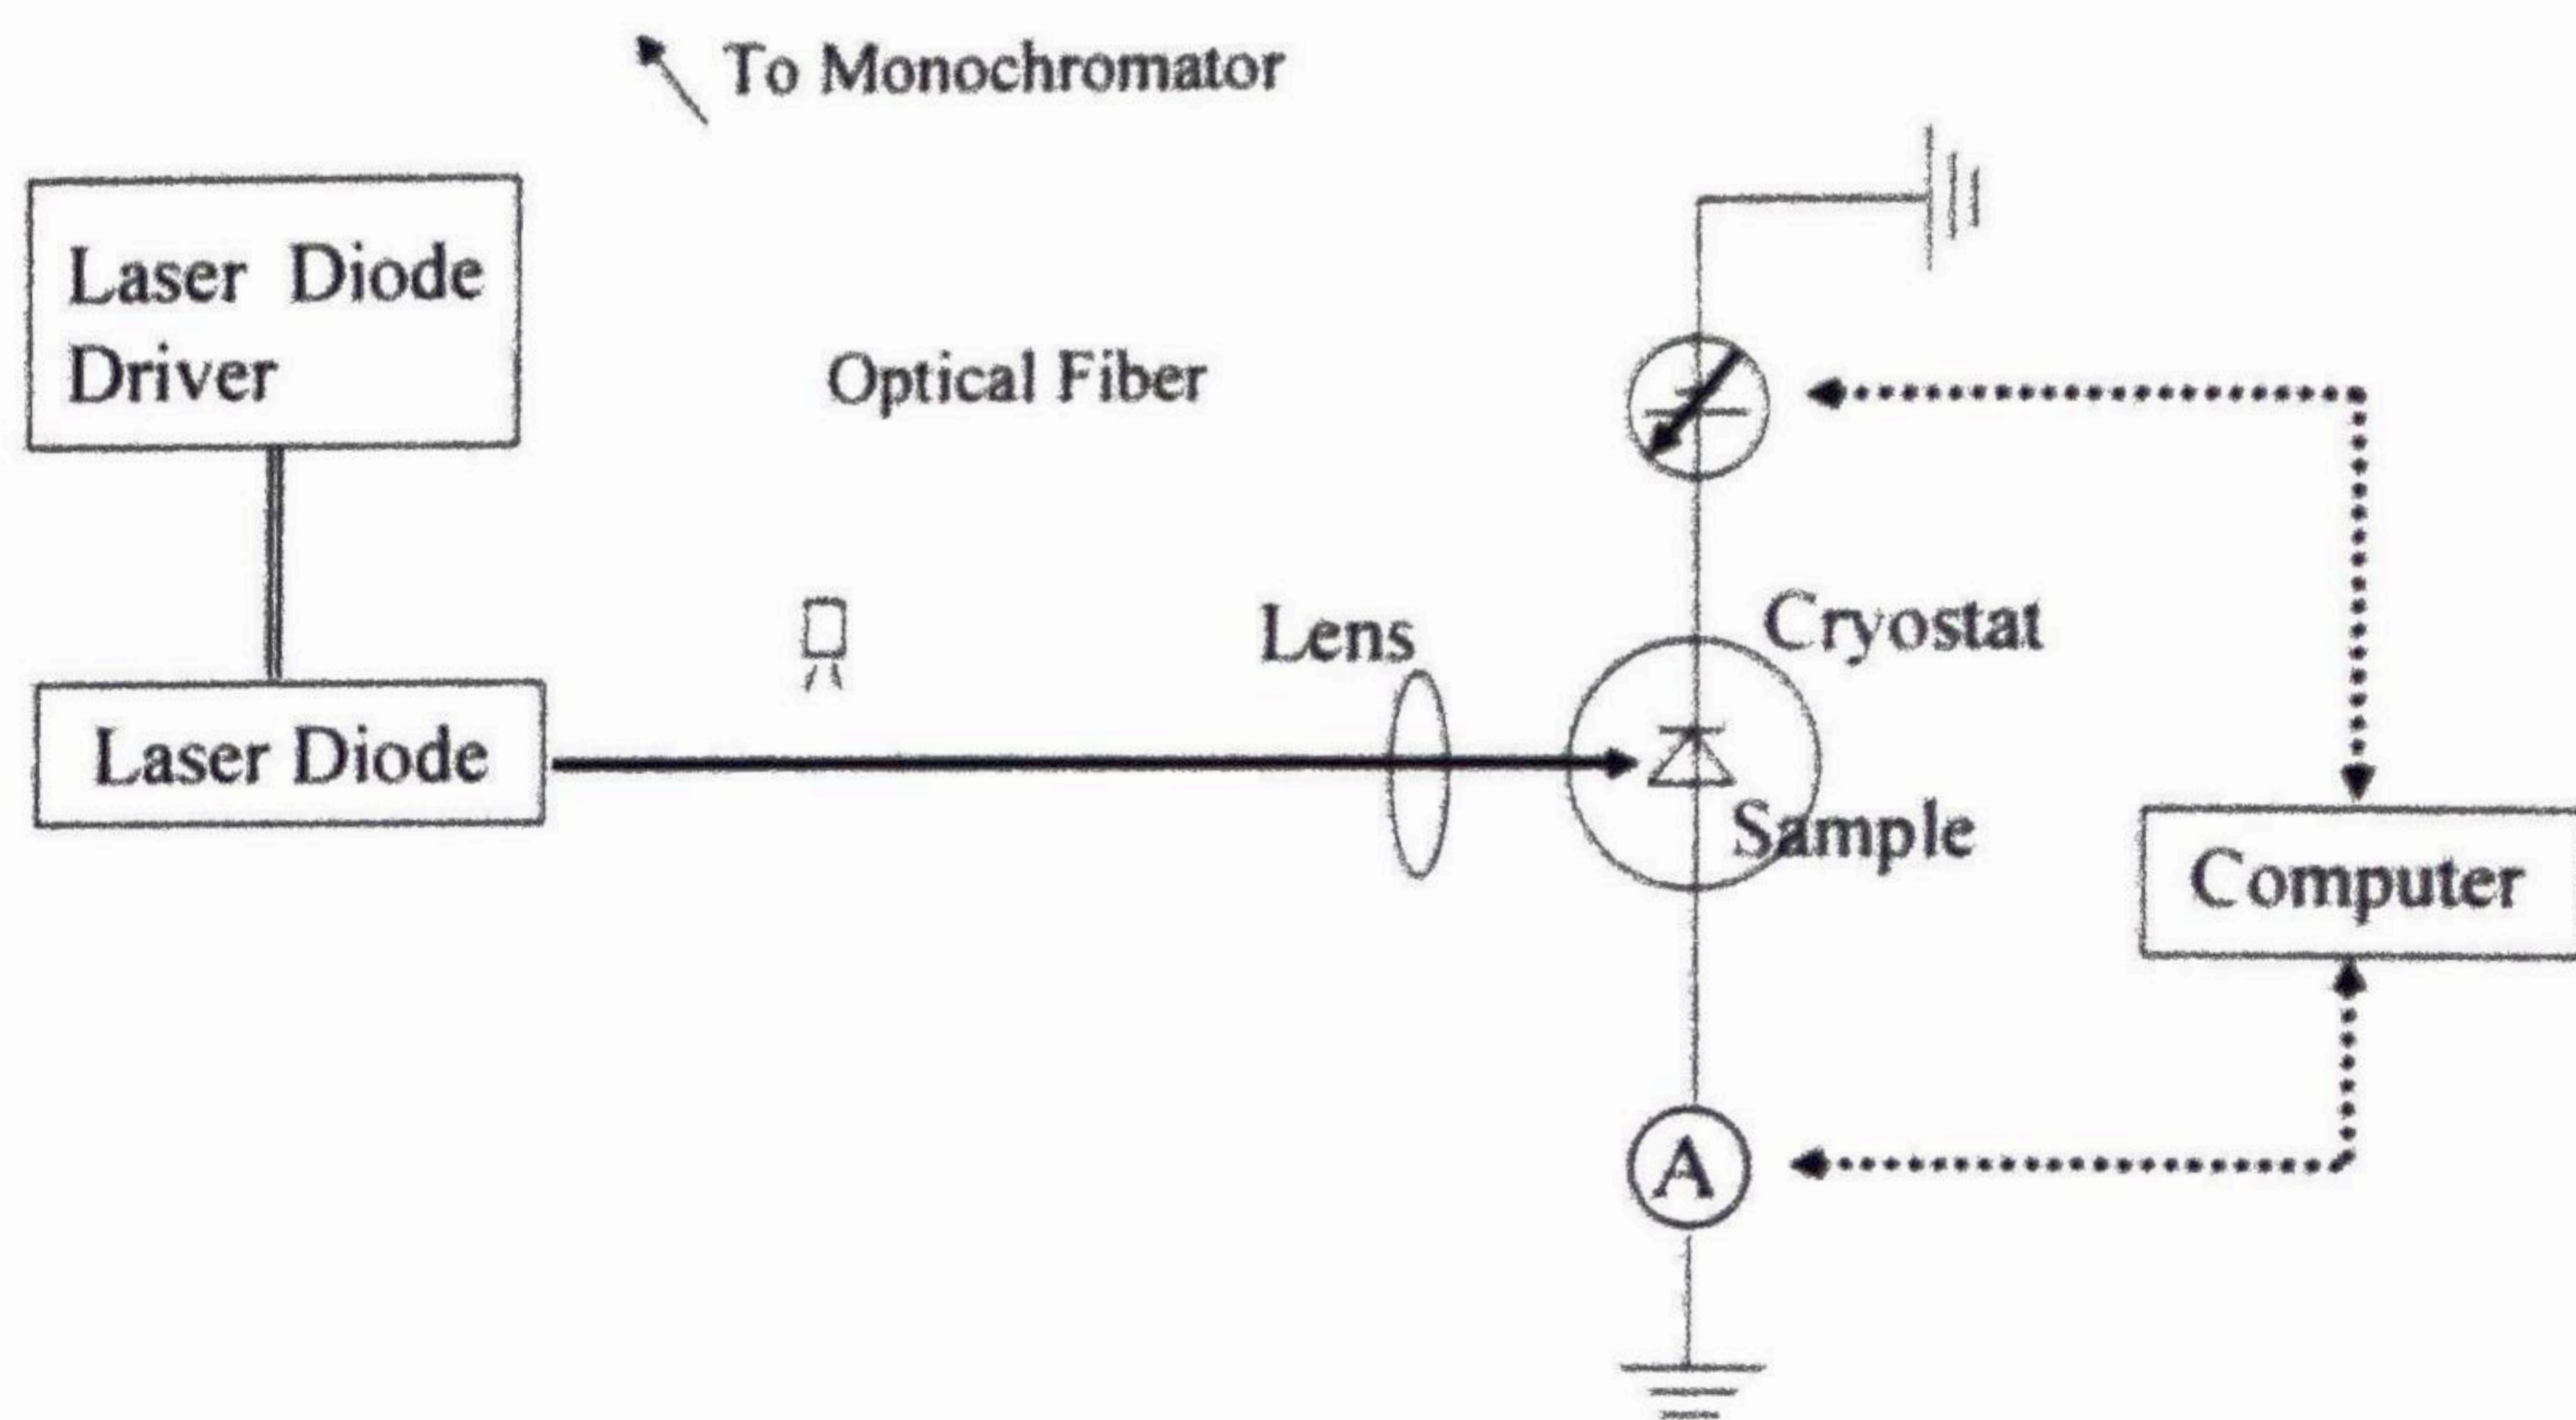 To Monochromator
Laser Diode
Driver
Optical Fiber
Lens
Cryostat
Laser Diode
Sample
Computer
A